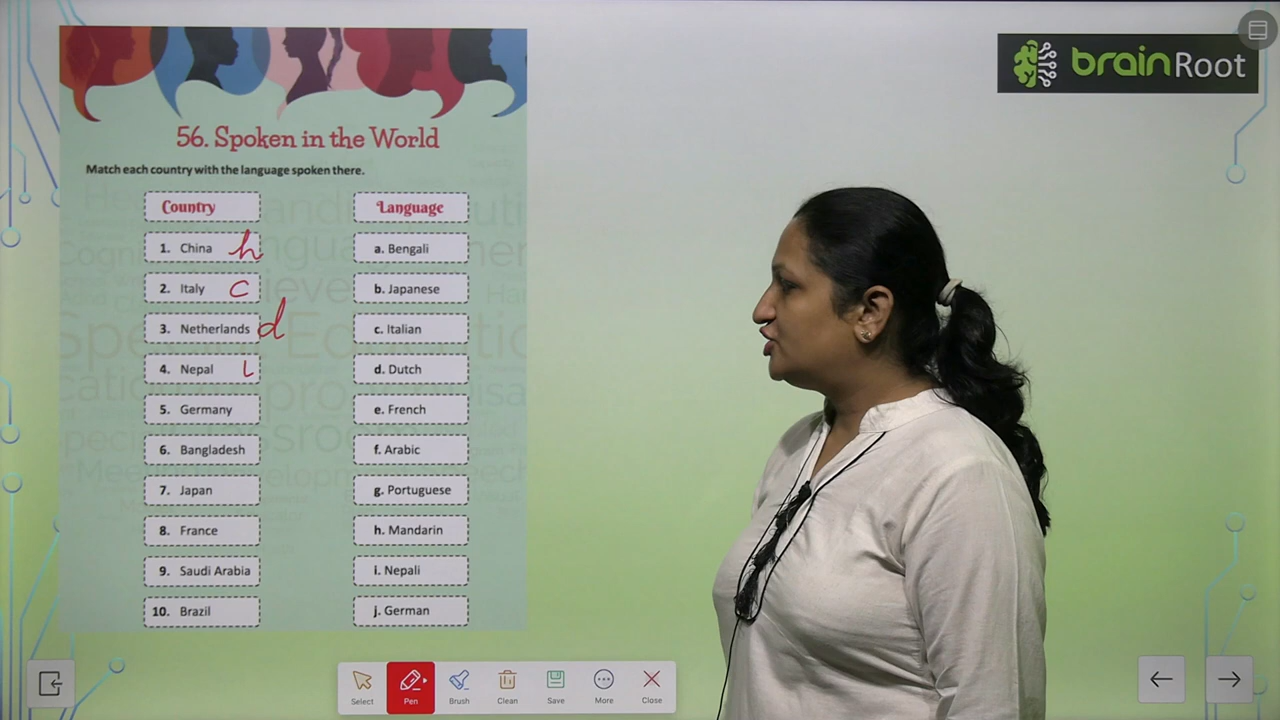 brainRoot
56. Spoken in the World
Match each country with the language spoken there.
Country Language
1. China h a. Bengali
2. Italy c b. Japanese
3. Netherlands d c. Italian
4. Nepal i d. Dutch
5. Germany e. French
6. Bangladesh f. Arabic
7. Japan g. Portuguese
8. France h. Mandarin
9. Saudi Arabia i. Nepali
10. Brazil j. German
Select Pen Brush Clean Save More Close